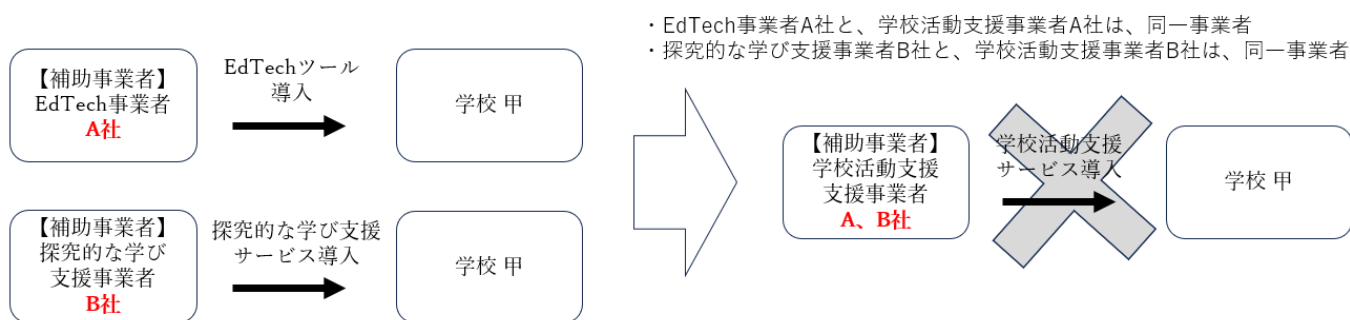 ・EdTech事業者A社と、学校活動支援事業者A社は、同一事業者
・探究的な学び支援事業者B社と、学校活動支援事業者B社は、同一事業者
【補助事業者】
EdTech事業者
A社
EdTechツール
導入
学校 甲
【補助事業者】
探究的な学び
支援事業者
B社
探究的な学び支援
サービス導入
学校 甲
【補助事業者】
学校活動支援
支援事業者
A、B社
学校活動支援
サービス導入
学校 甲